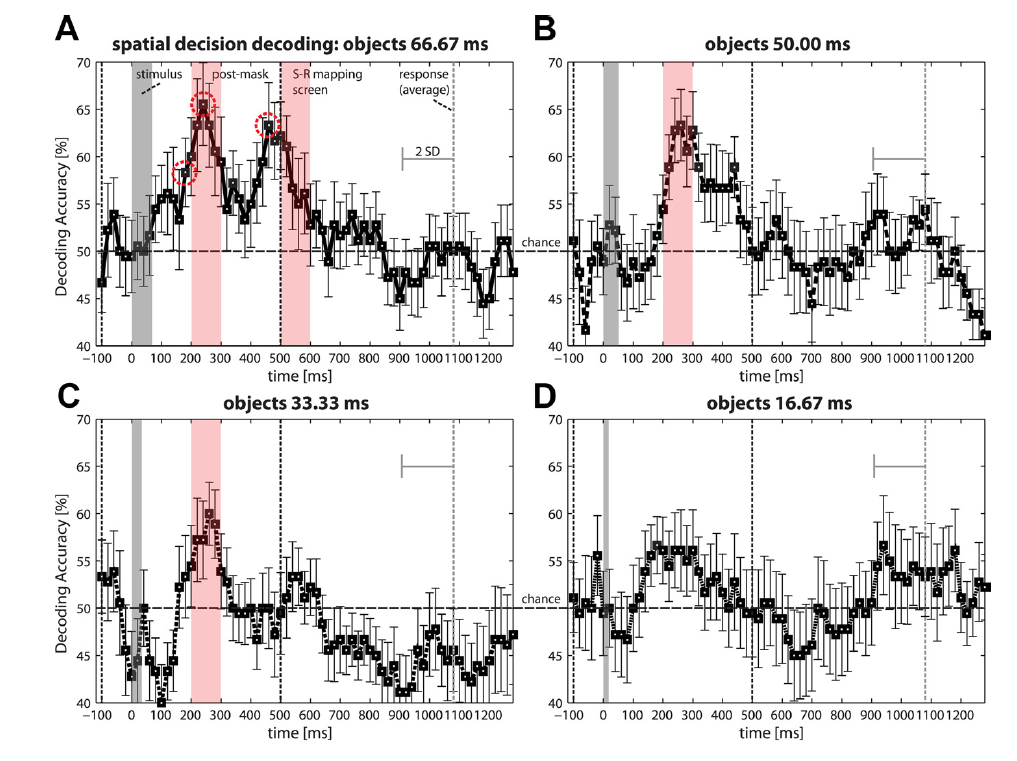 A
spatial decision decoding: objects 66.67 ms
Decoding Accuracy [%]
70
65
60
55
50
45
40
stimulus
post-mask
S-R mapping
screen
response
(average)
2 SD
chance
−100 0 100 200 300 400 500 600 700 800 900 1000 1100 1200
time [ms]
B
objects 50.00 ms
70
65
60
55
50
45
40
−100 0 100 200 300 400 500 600 700 800 900 1000 1100 1200
time [ms]
C
objects 33.33 ms
Decoding Accuracy [%]
70
65
60
55
50
45
40
chance
−100 0 100 200 300 400 500 600 700 800 900 1000 1100 1200
time [ms]
D
objects 16.67 ms
70
65
60
55
50
45
40
−100 0 100 200 300 400 500 600 700 800 900 1000 1100 1200
time [ms]